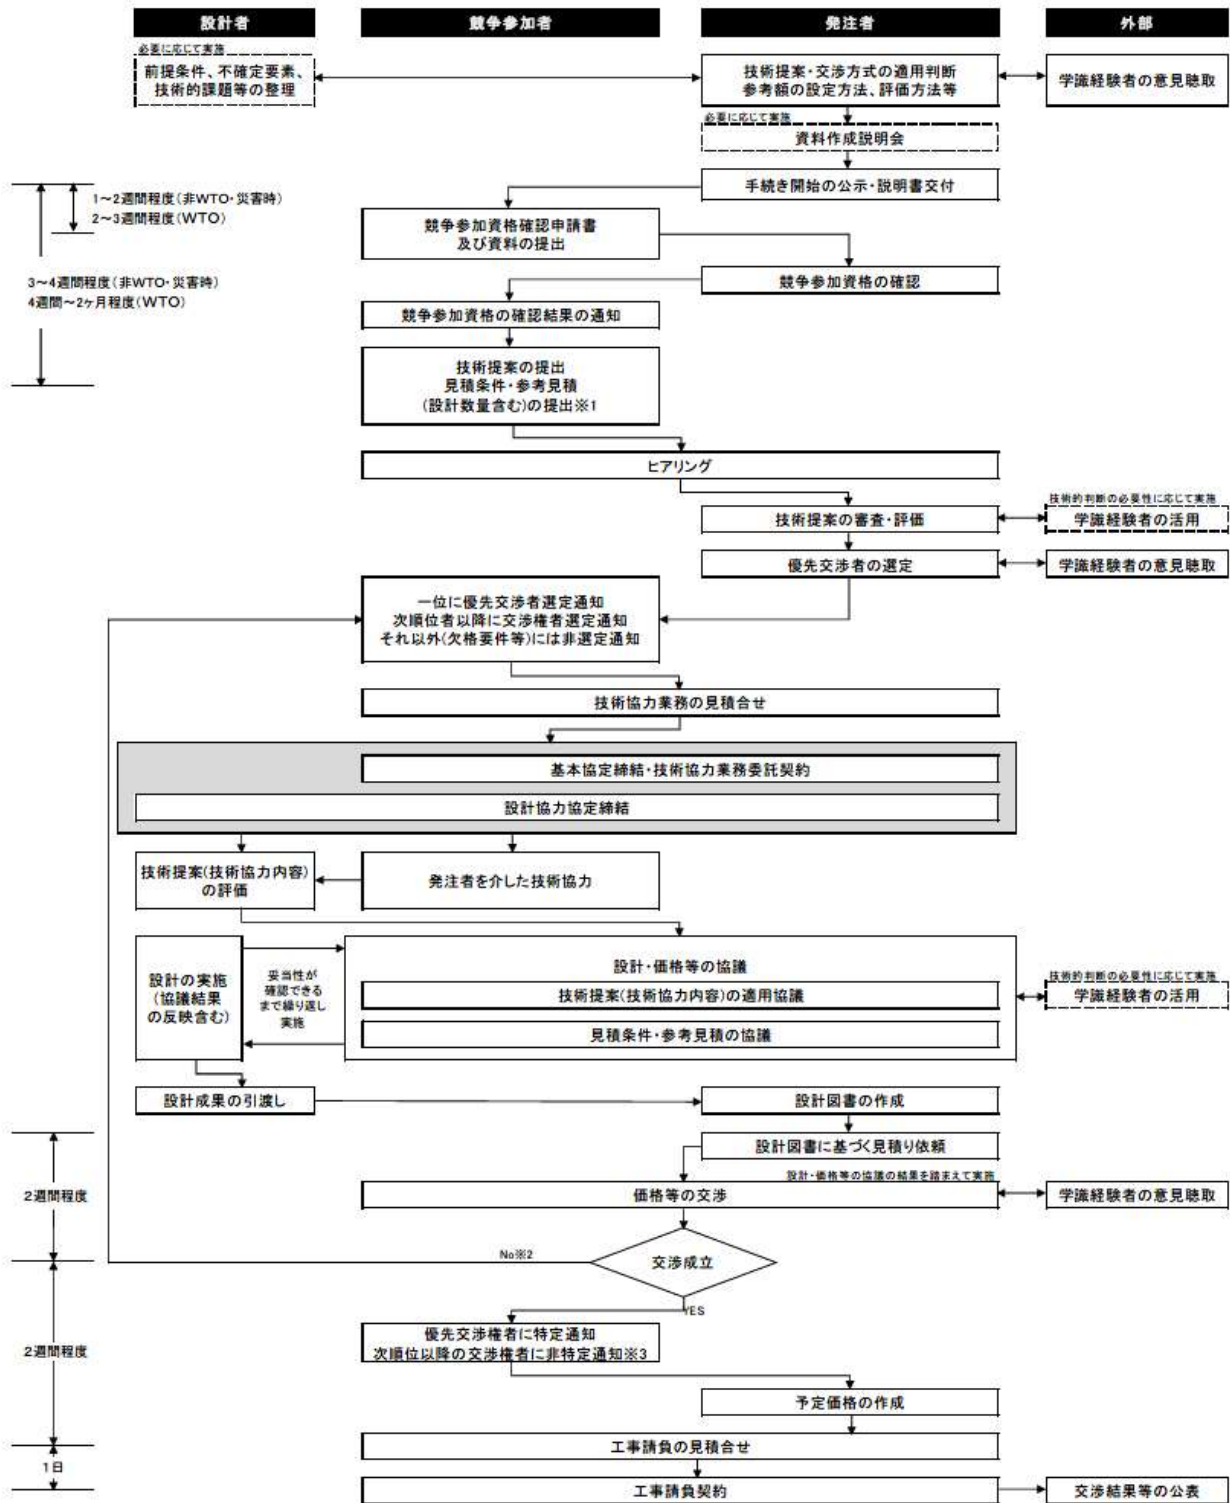 設計者
競争参加者
発注者
外部
必要に応じて実施
前提条件、不確定要素、
技術的課題等の整理
技術提案・交渉方式の適用判断
参考額の設定方法、評価方法等
学識経験者の意見聴取
必要に応じて実施
資料作成説明会
手続き開始の公示・説明書交付
1～2週間程度(非WTO・災害時)
2～3週間程度(WTO)
競争参加資格確認申請書
及び資料の提出
3～4週間程度(非WTO・災害時)
4週間～2ヶ月程度(WTO)
競争参加資格の確認
競争参加資格の確認結果の通知
技術提案の提出
見積条件・参考見積
(設計数量含む)の提出※1
ヒアリング
技術提案の審査・評価
技術的判断の必要性に応じて実施
学識経験者の活用
優先交渉者の選定
学識経験者の意見聴取
一位に優先交渉者選定通知
次順位者以降に交渉権者選定通知
それ以外(欠格要件等)には非選定通知
技術協力業務の見積合せ
基本協定締結・技術協力業務委託契約
設計協力協定締結
技術提案(技術協力内容)
の評価
発注者を介した技術協力
設計の実施
(協議結果
の反映含む)
妥当性が
確認できる
まで繰り返し
実施
設計・価格等の協議
技術提案(技術協力内容)の適用協議
見積条件・参考見積の協議
技術的判断の必要性に応じて実施
学識経験者の活用
設計成果の引渡し
設計図書の作成
設計図書に基づく見積り依頼
設計・価格等の協議の結果を踏まえて実施
2週間程度
価格等の交渉
学識経験者の意見聴取
No※2
交渉成立
YES
2週間程度
優先交渉権者に特定通知
次順位以降の交渉権者に非特定通知※3
予定価格の作成
工事請負の見積合せ
1日
工事請負契約
交渉結果等の公表